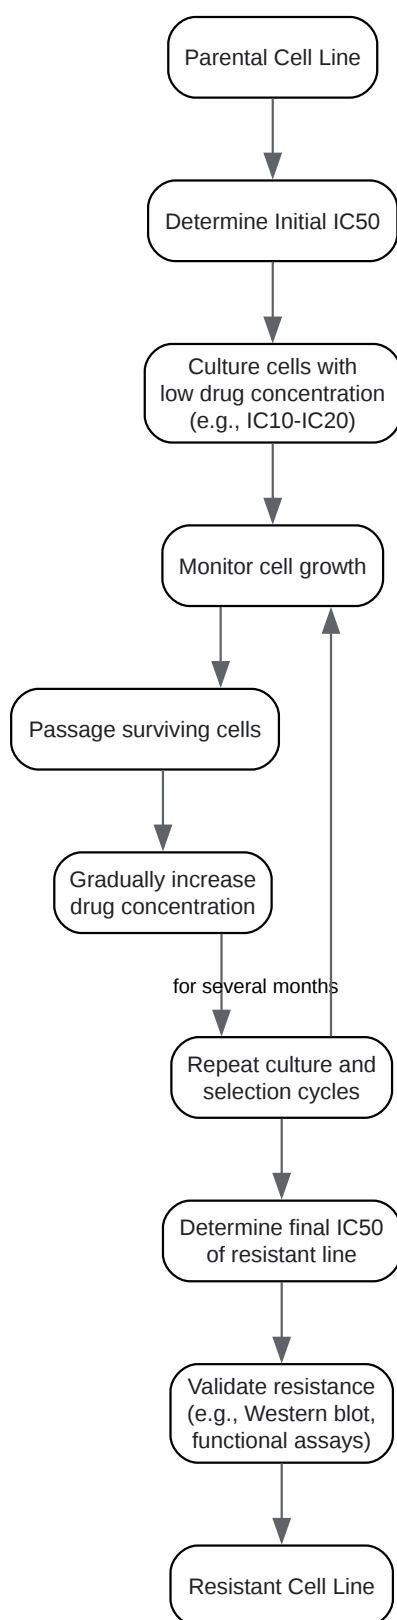 Parental Cell Line
Determine Initial IC50
Culture cells with
low drug concentration
(e.g., IC10-IC20)
Monitor cell growth
Passage surviving cells
Gradually increase
drug concentration
for several months
Repeat culture and
selection cycles
Determine final IC50
of resistant line
Validate resistance
(e.g., Western blot,
functional assays)
Resistant Cell Line